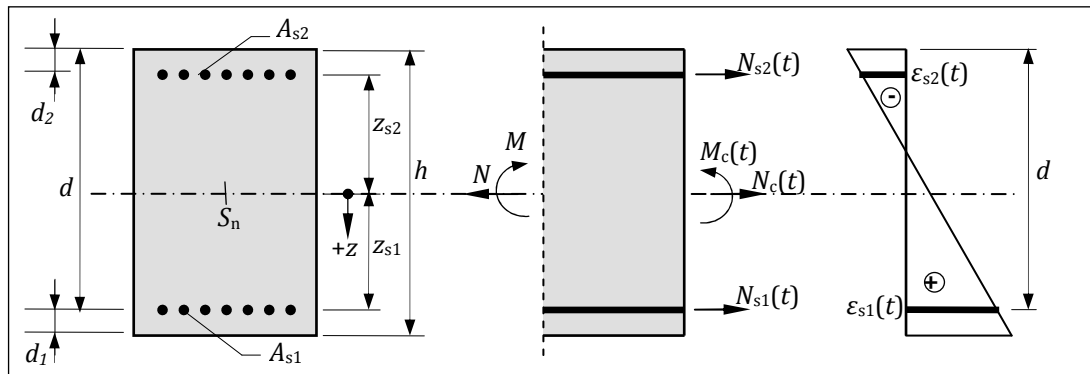 A_s2
d_2
z_s2
d
h
S_n
+z
z_s1
d_1
A_s1
N_s2(t)
M
M_c(t)
N
N_c(t)
N_s1(t)
ε_s2(t)
-
d
+
ε_s1(t)